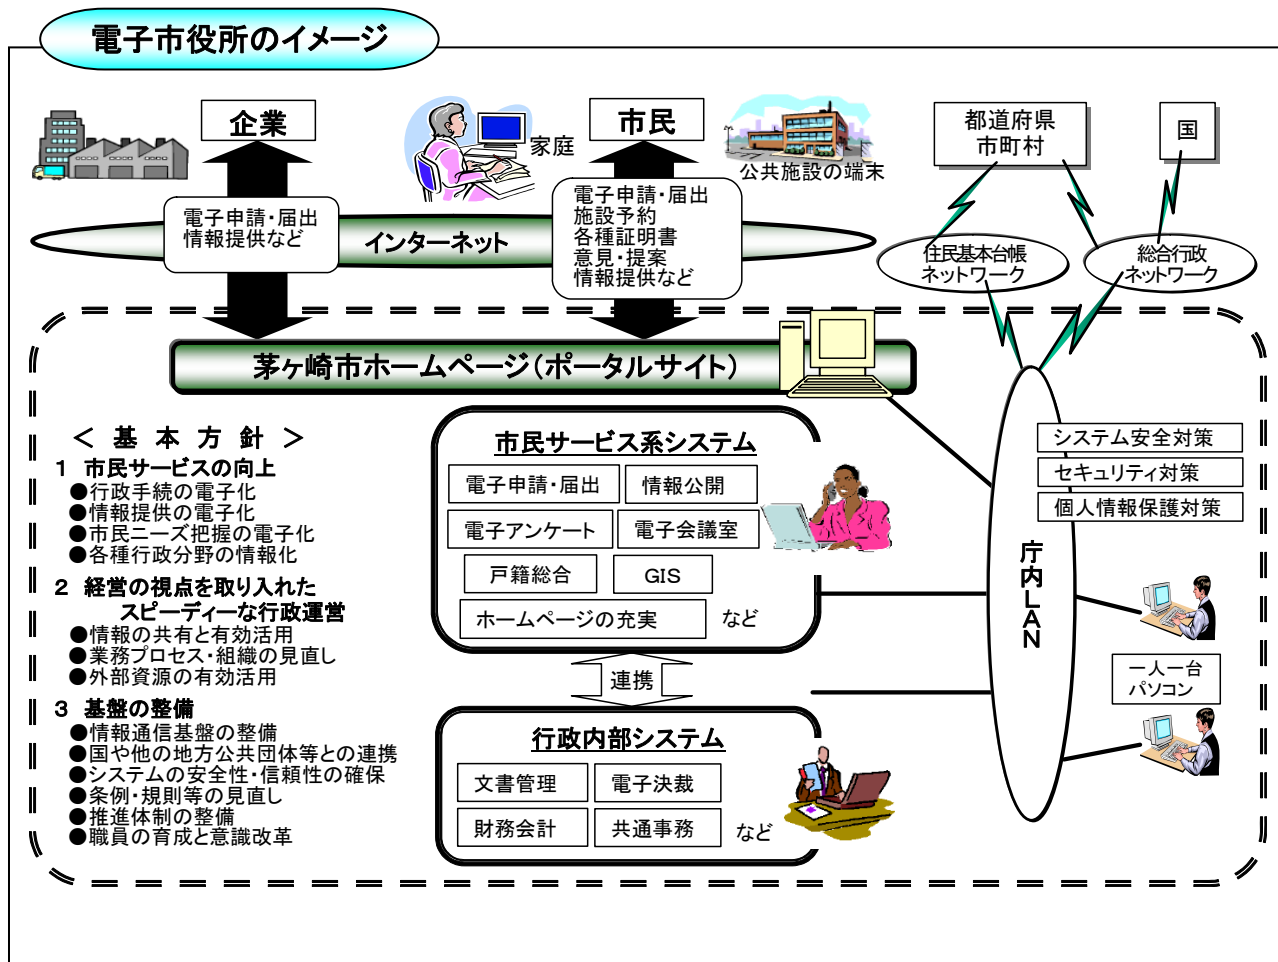 電子市役所のイメージ
企業
市民
家庭
公共施設の端末
都道府県
市町村
国
電子申請・届出
情報提供など
インターネット
電子申請・届出
施設予約
各種証明書
意見・提案
情報提供など
住民基本台帳
ネットワーク
総合行政
ネットワーク
茅ヶ崎市ホームページ(ポータルサイト)
＜ 基 本 方 針 ＞
1 市民サービスの向上
●行政手続の電子化
●情報提供の電子化
●市民ニーズ把握の電子化
●各種行政分野の情報化
2 経営の視点を取り入れた
スピーディーな行政運営
●情報の共有と有効活用
●業務プロセス・組織の見直し
●外部資源の有効活用
3 基盤の整備
●情報通信基盤の整備
●国や他の地方公共団体等との連携
●システムの安全性・信頼性の確保
●条例・規則等の見直し
●推進体制の整備
●職員の育成と意識改革
市民サービス系システム
電子申請・届出
情報公開
電子アンケート
電子会議室
戸籍総合
GIS
ホームページの充実
など
連携
行政内部システム
文書管理
電子決裁
財務会計
共通事務
など
システム安全対策
セキュリティ対策
個人情報保護対策
庁内LAN
一人一台
パソコン